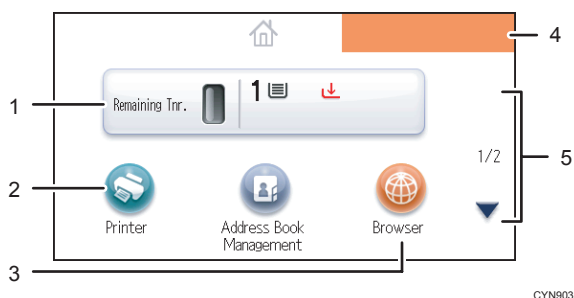 4
1
Remaining Tnr.
1
1/2
5
2
Printer
Address Book
Management
Browser
3
CYN903